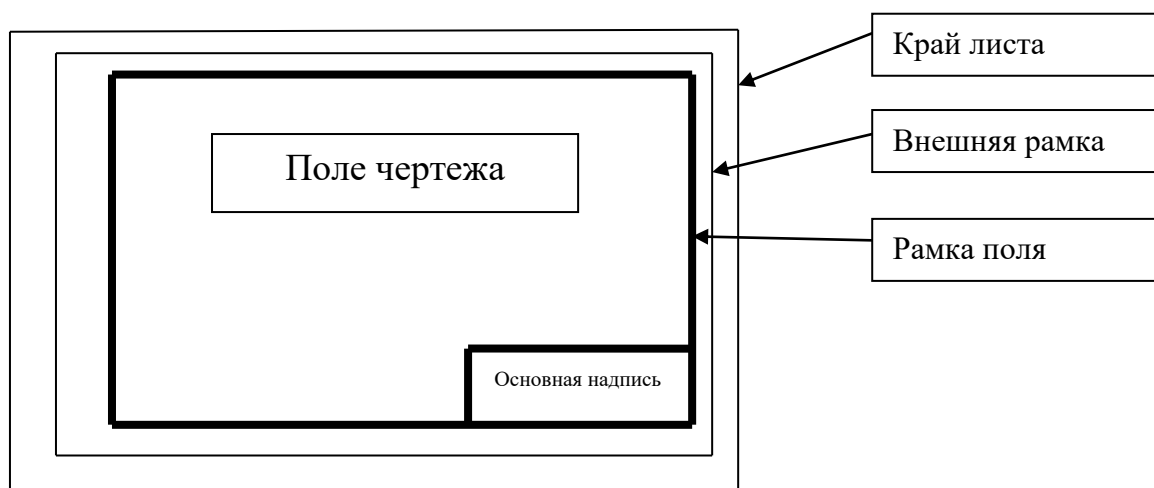 Край листа
Внешняя рамка
Поле чертежа
Рамка поля
Основная надпись